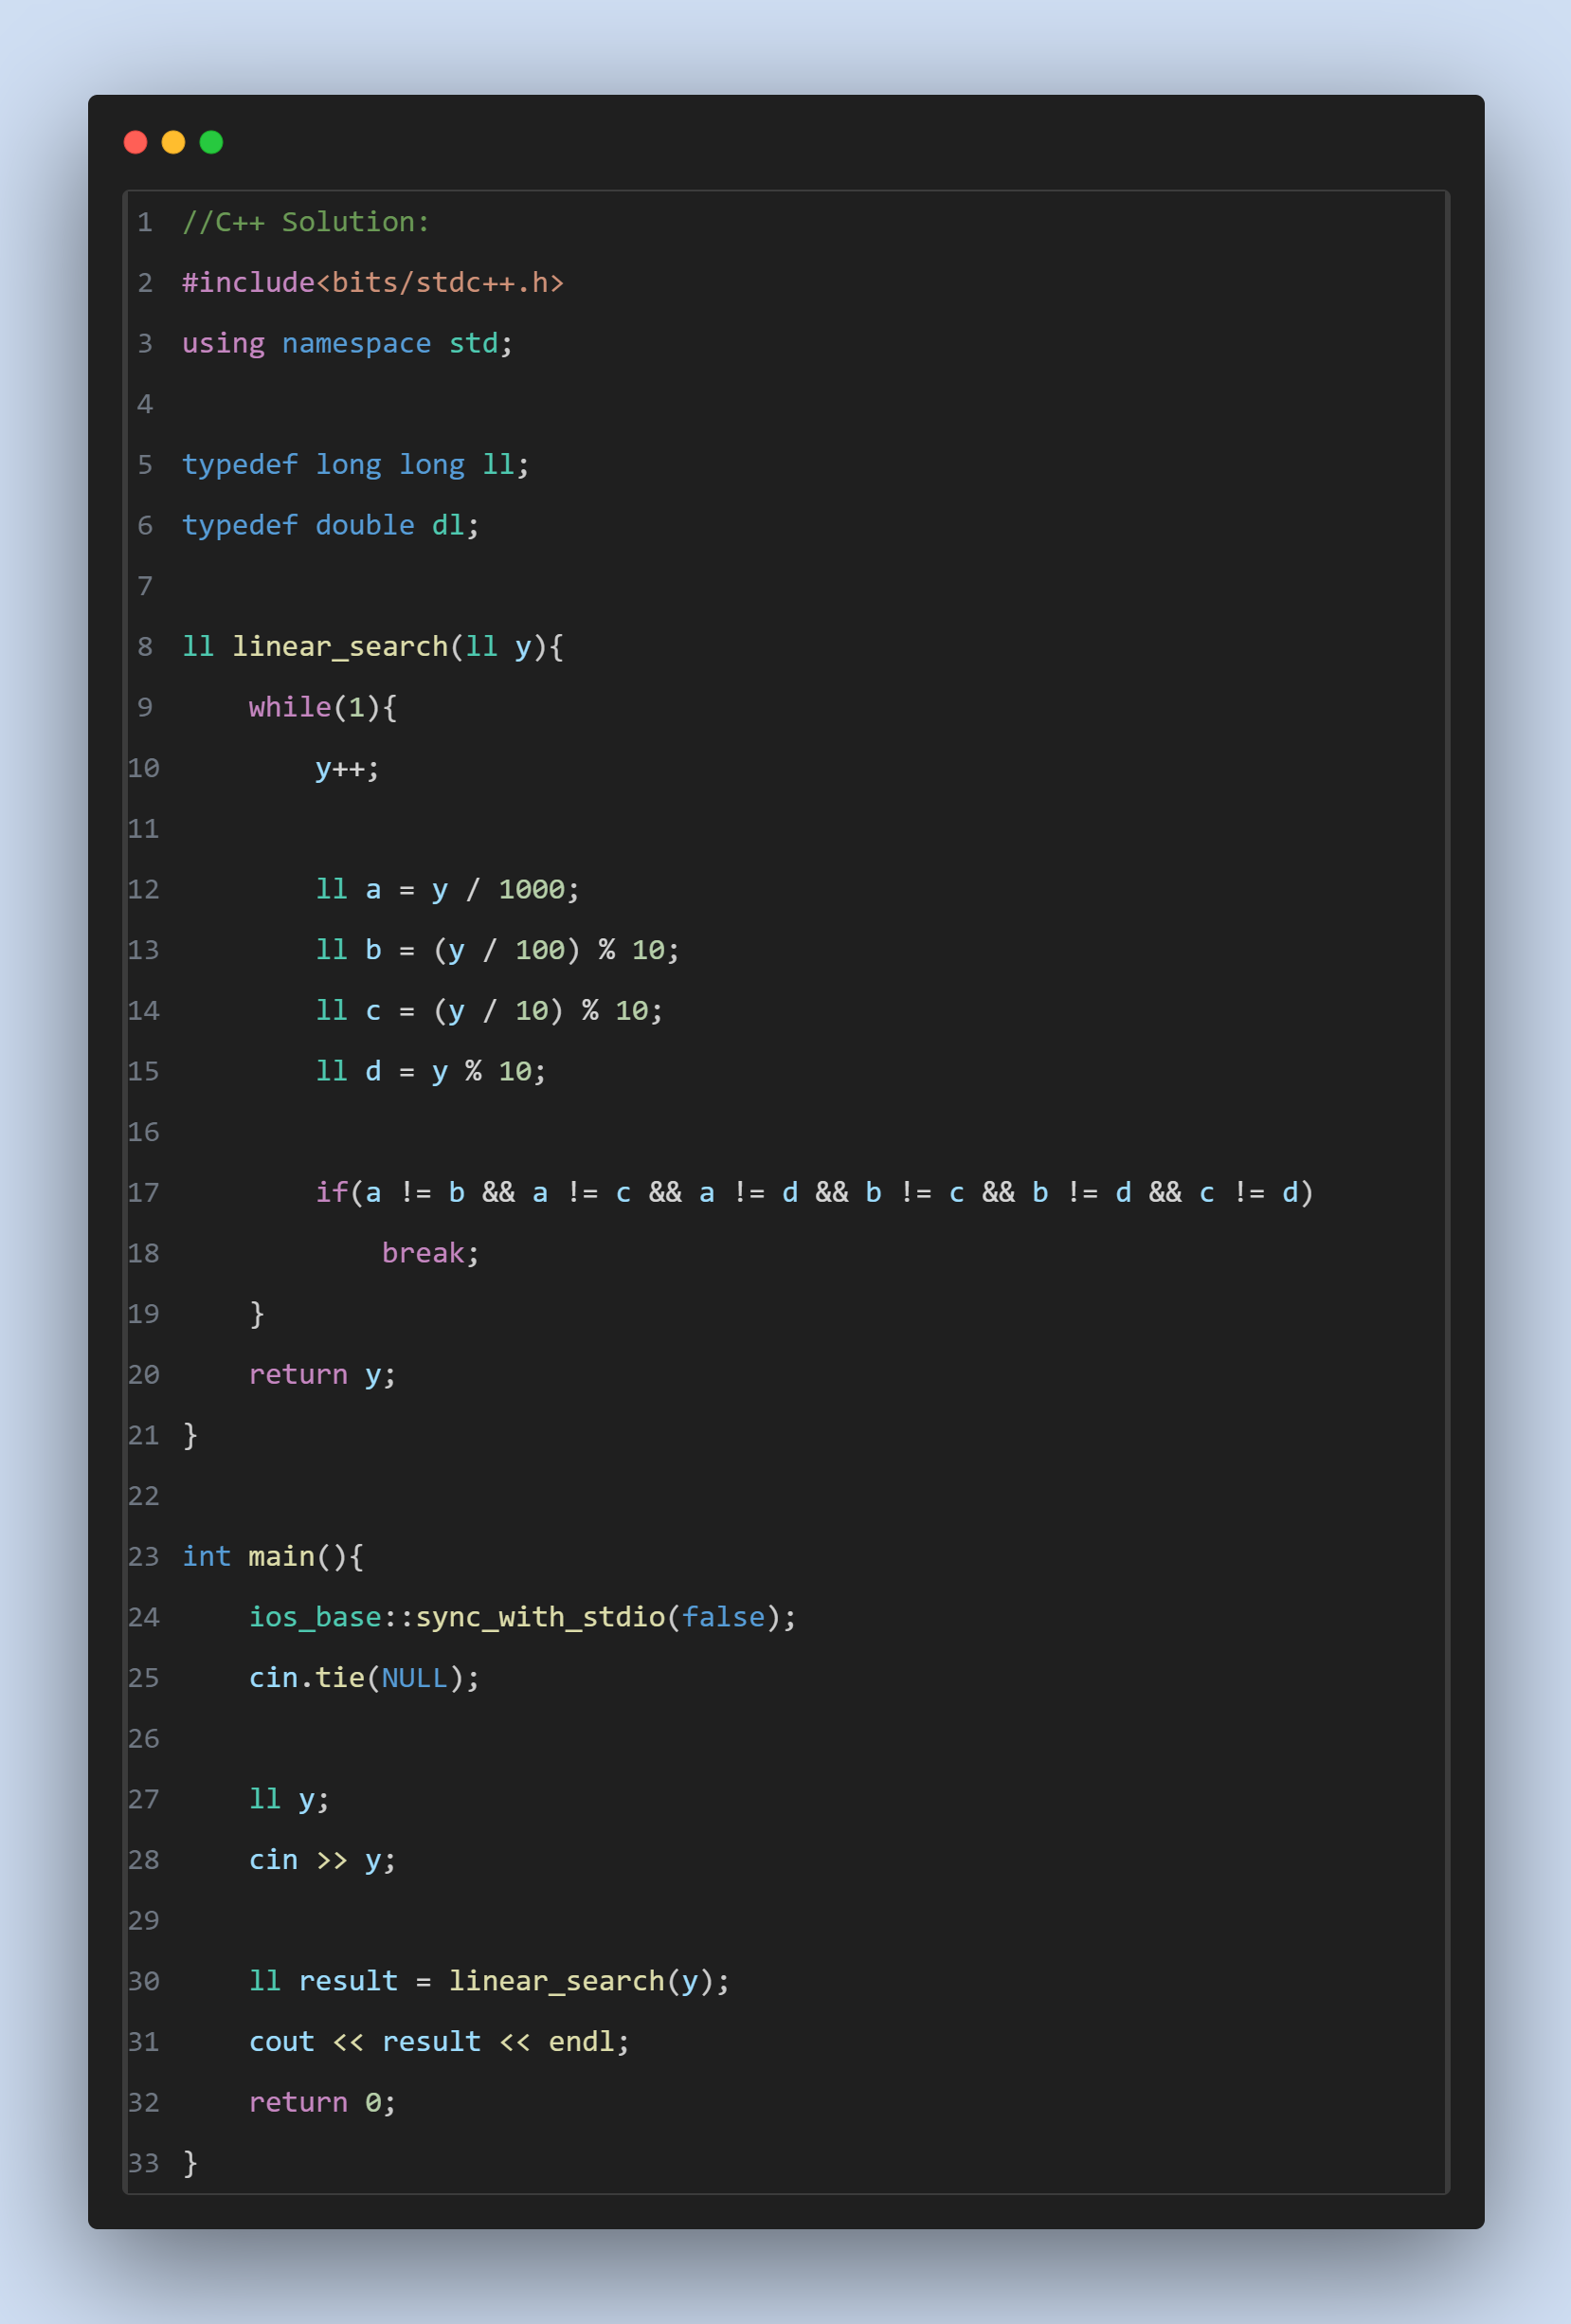 1 //C++ Solution:
2 #include<bits/stdc++.h>
3 using namespace std;
4
5 typedef long long ll;
6 typedef double dl;
7
8 ll linear_search(ll y){
9     while(1){
10         y++;
11
12         ll a = y / 1000;
13         ll b = (y / 100) % 10;
14         ll c = (y / 10) % 10;
15         ll d = y % 10;
16
17         if(a != b && a != c && a != d && b != c && b != d && c != d)
18             break;
19     }
20     return y;
21 }
22
23 int main(){
24     ios_base::sync_with_stdio(false);
25     cin.tie(NULL);
26
27     ll y;
28     cin >> y;
29
30     ll result = linear_search(y);
31     cout << result << endl;
32     return 0;
33 }